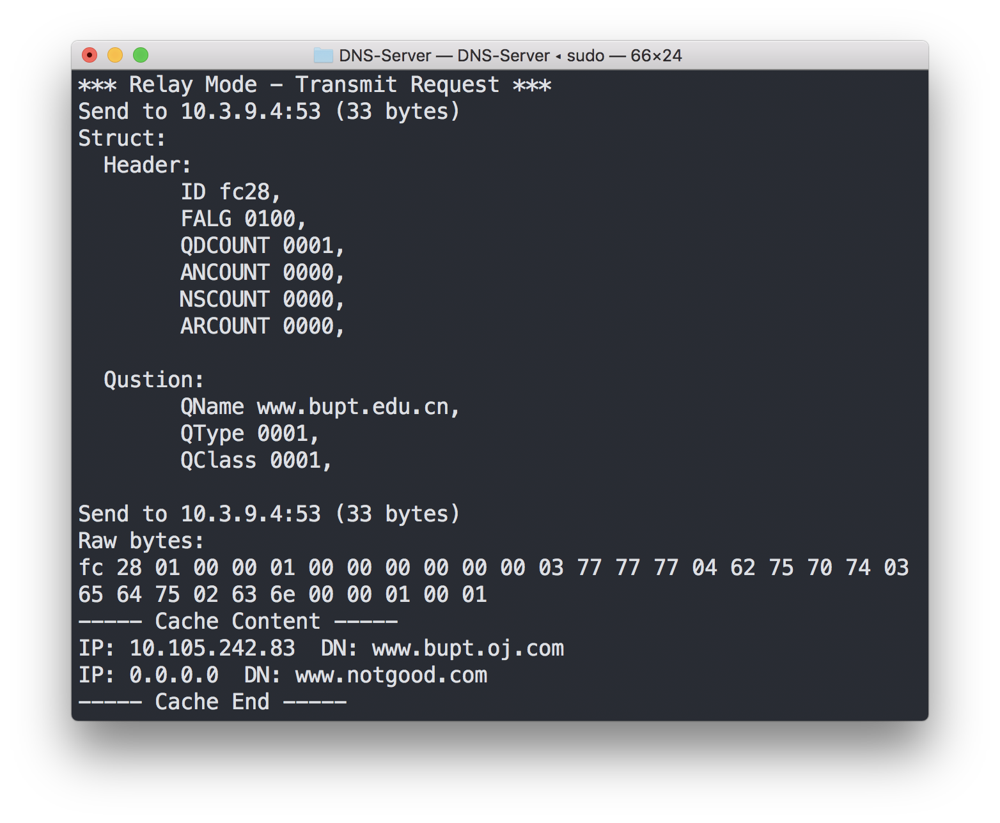 DNS-Server — DNS-Server ◂ sudo — 66×24
*** Relay Mode - Transmit Request ***
Send to 10.3.9.4:53 (33 bytes)
Struct:
  Header:
        ID fc28,
        FALG 0100,
        QDCOUNT 0001,
        ANCOUNT 0000,
        NSCOUNT 0000,
        ARCOUNT 0000,
  Qustion:
        QName www.bupt.edu.cn,
        QType 0001,
        QClass 0001,
Send to 10.3.9.4:53 (33 bytes)
Raw bytes:
fc 28 01 00 00 01 00 00 00 00 00 00 03 77 77 77 04 62 75 70 74 03
65 64 75 02 63 6e 00 00 01 00 01
----- Cache Content -----
IP: 10.105.242.83  DN: www.bupt.oj.com
IP: 0.0.0.0  DN: www.notgood.com
----- Cache End -----